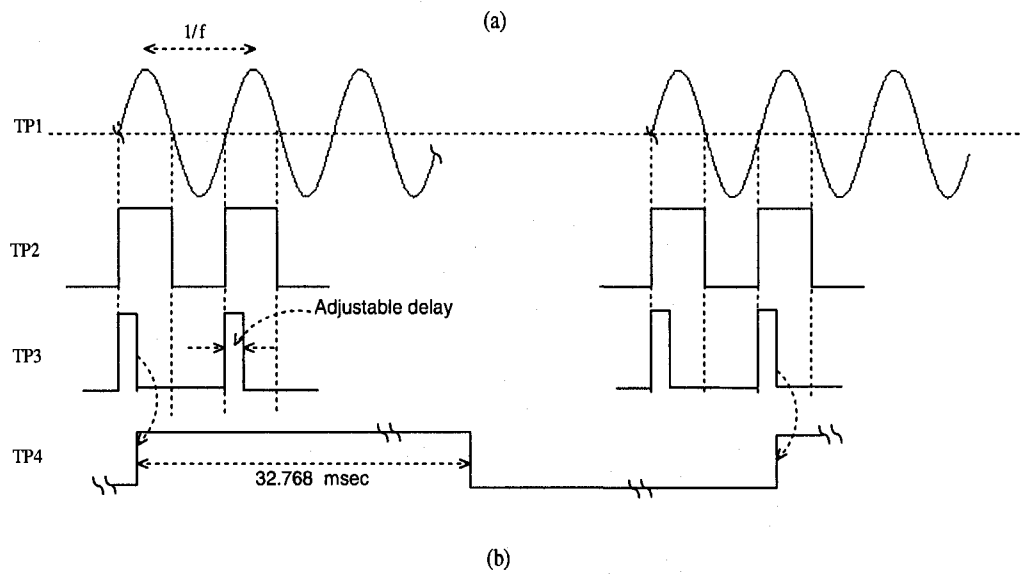 (a)
1/f
TP1
TP2
Adjustable delay
TP3
TP4
32.768 msec
(b)